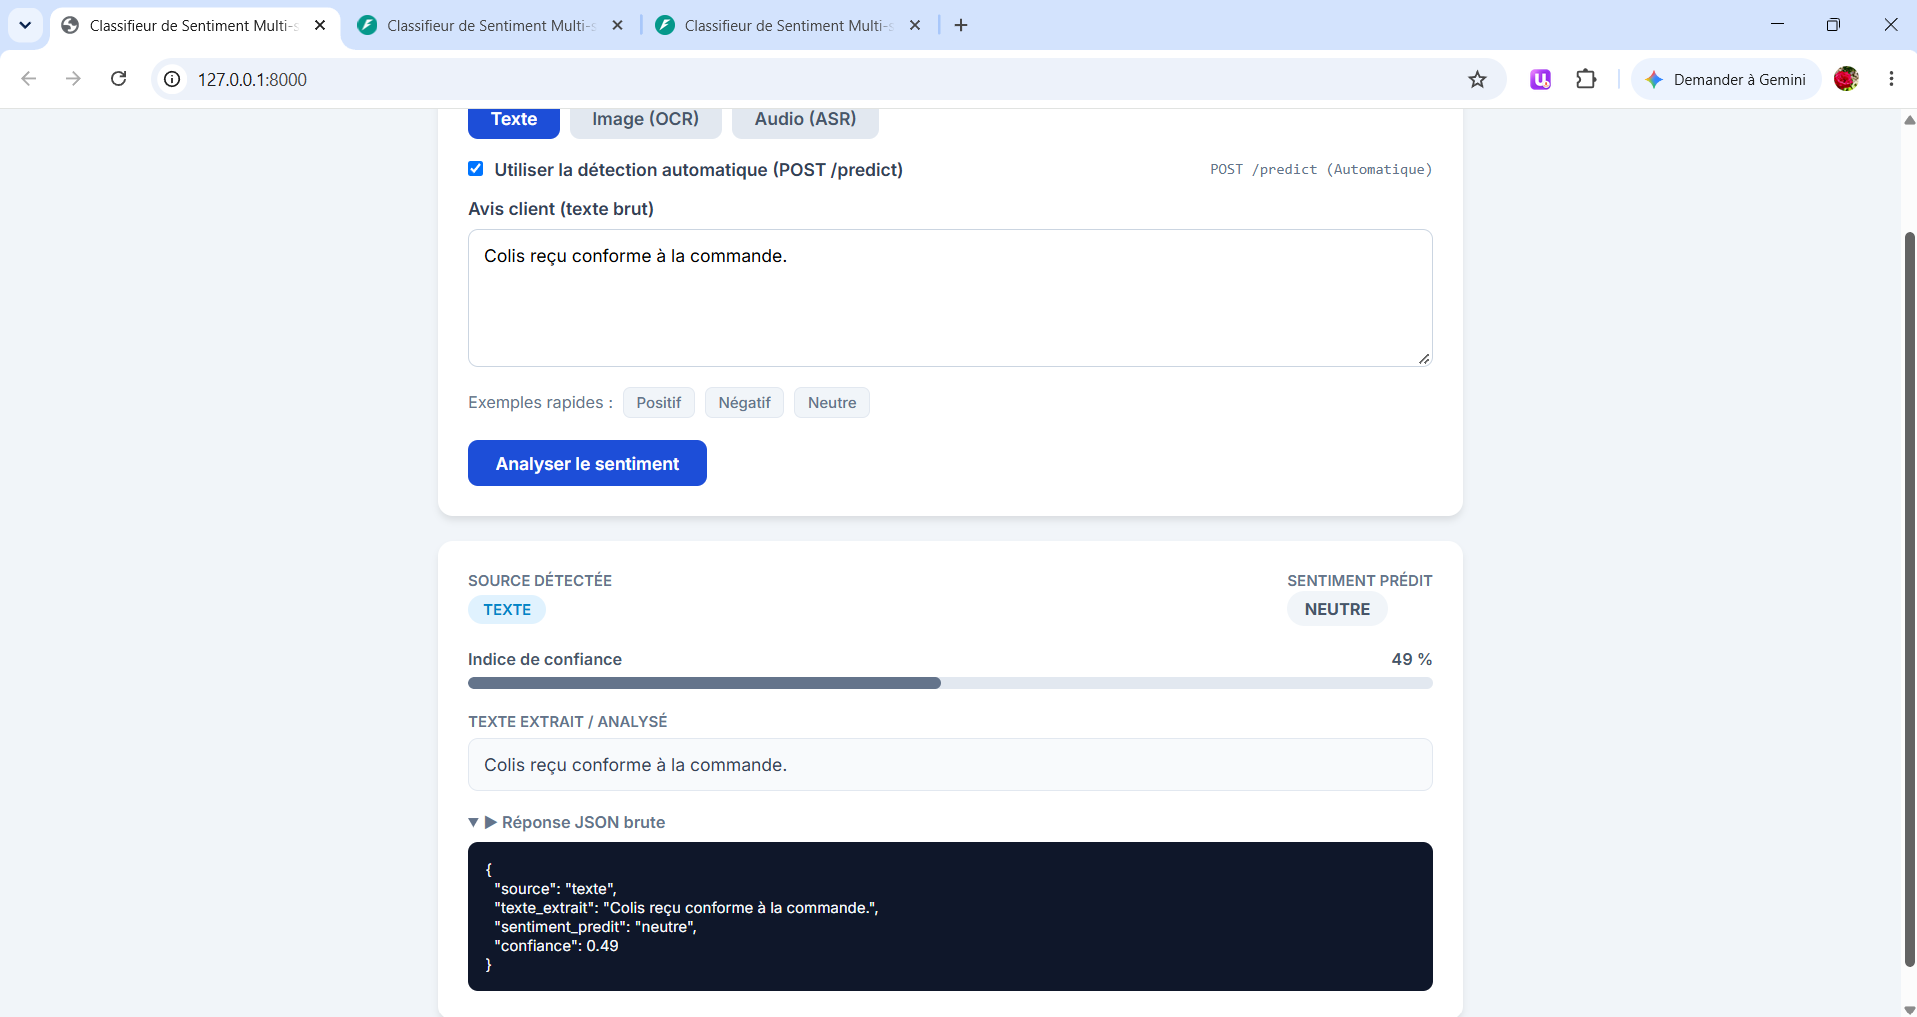 Classifieur de Sentiment Multi-s
Classifieur de Sentiment Multi-s
Classifieur de Sentiment Multi-s
127.0.0.1:8000
Demander à Gemini
Texte
Image (OCR)
Audio (ASR)
Utiliser la détection automatique (POST /predict)
POST /predict (Automatique)
Avis client (texte brut)
Colis reçu conforme à la commande.
Exemples rapides :
Positif
Négatif
Neutre
Analyser le sentiment
SOURCE DÉTECTÉE
SENTIMENT PRÉDIT
TEXTE
NEUTRE
Indice de confiance
49 %
TEXTE EXTRAIT / ANALYSÉ
Colis reçu conforme à la commande.
▼ ▶ Réponse JSON brute
{
"source": "texte",
"texte_extrait": "Colis reçu conforme à la commande.",
"sentiment_predit": "neutre",
"confiance": 0.49
}